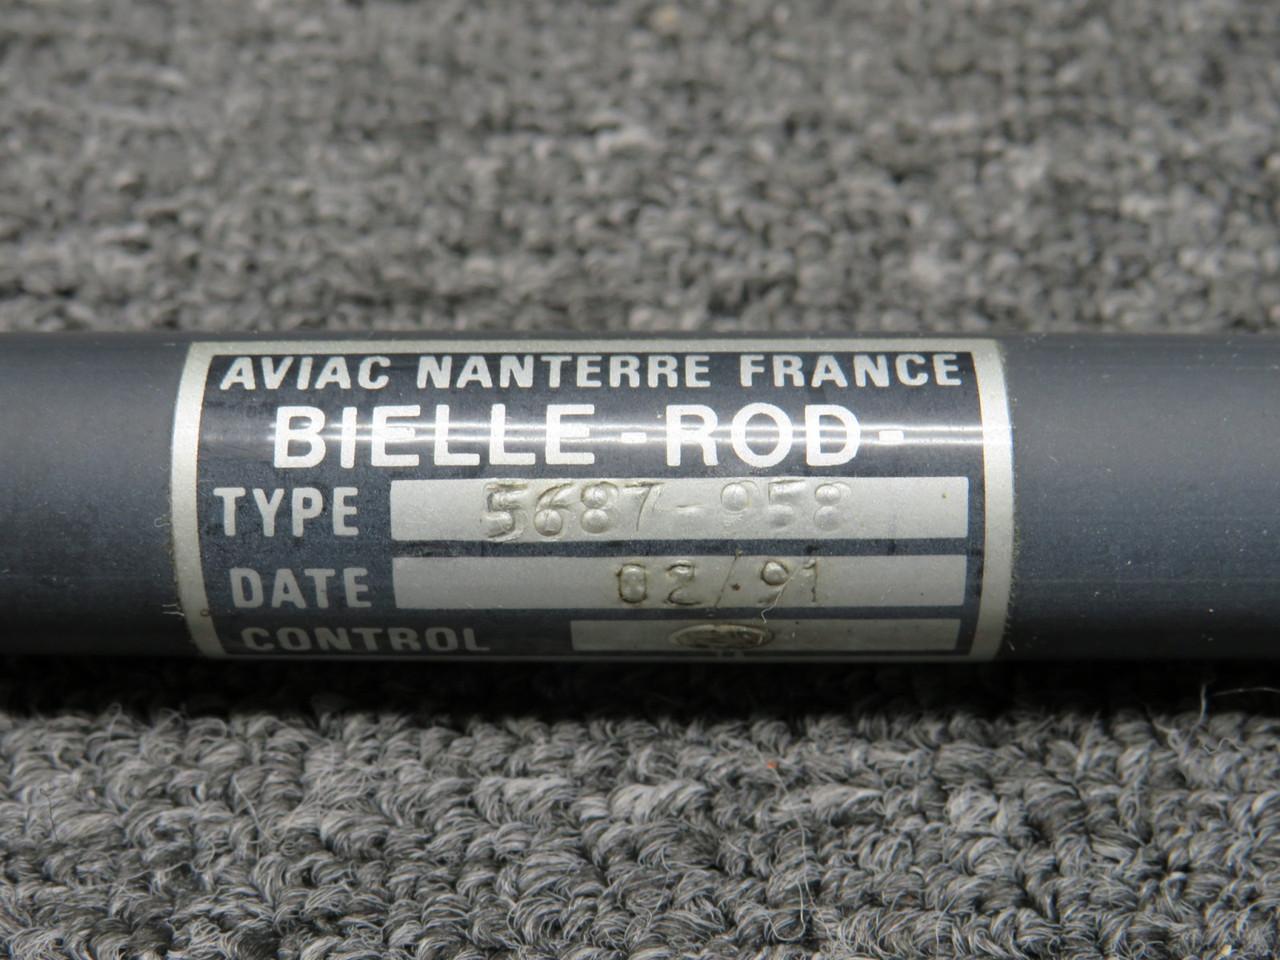 AVIAC NANTERRE FRANCE
BIELLE-ROD-
TYPE 5687-958
DATE 02/91
CONTROL